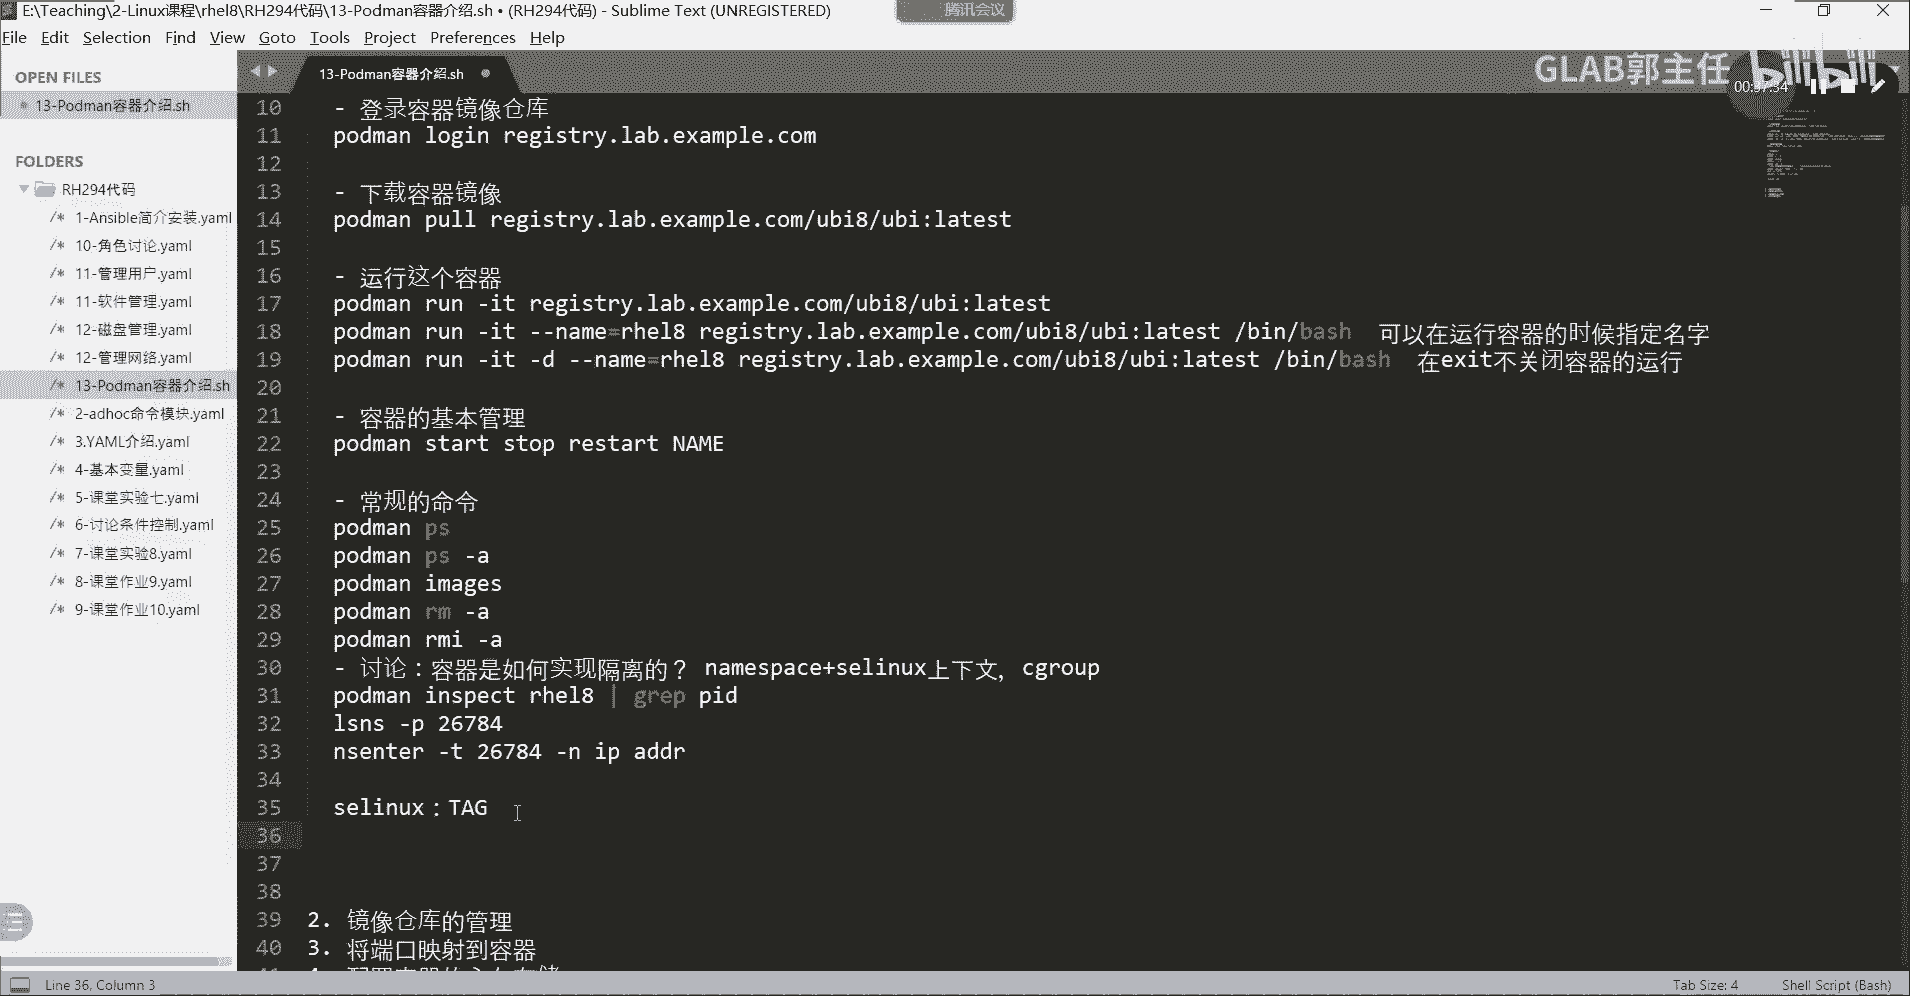 E:\Teaching\2-Linux课程\rhel8\RH294代码\13-Podman容器介绍.sh • (RH294代码) - Sublime Text (UNREGISTERED)
腾讯会议
File Edit Selection Find View Goto Tools Project Preferences Help
OPEN FILES
13-Podman容器介绍.sh
FOLDERS
RH294代码
/* 1-Ansible简介安装.yaml
/* 10-角色讨论.yaml
/* 11-管理用户.yaml
/* 11-软件管理.yaml
/* 12-磁盘管理.yaml
/* 12-管理网络.yaml
/* 13-Podman容器介绍.sh
/* 2-adhoc命令模块.yaml
/* 3.YAML介绍.yaml
/* 4-基本变量.yaml
/* 5-课堂实验七.yaml
/* 6-讨论条件控制.yaml
/* 7-课堂实验8.yaml
/* 8-课堂作业9.yaml
/* 9-课堂作业10.yaml
13-Podman容器介绍.sh
GLAB郭主任 bilibili
00:37:34
10 - 登录容器镜像仓库
11 podman login registry.lab.example.com
12
13 - 下载容器镜像
14 podman pull registry.lab.example.com/ubi8/ubi:latest
15
16 - 运行这个容器
17 podman run -it registry.lab.example.com/ubi8/ubi:latest
18 podman run -it --name=rhel8 registry.lab.example.com/ubi8/ubi:latest /bin/bash 可以在运行容器的时候指定名字
19 podman run -it -d --name=rhel8 registry.lab.example.com/ubi8/ubi:latest /bin/bash 在exit不关闭容器的运行
20
21 - 容器的基本管理
22 podman start stop restart NAME
23
24 - 常规的命令
25 podman ps
26 podman ps -a
27 podman images
28 podman rm -a
29 podman rmi -a
30 - 讨论：容器是如何实现隔离的？ namespace+selinux上下文，cgroup
31 podman inspect rhel8 | grep pid
32 lsns -p 26784
33 nsenter -t 26784 -n ip addr
34
35 selinux：TAG
36
37
38
39 2. 镜像仓库的管理
40 3. 将端口映射到容器
Line 36, Column 3
Tab Size: 4
Shell Script (Bash)